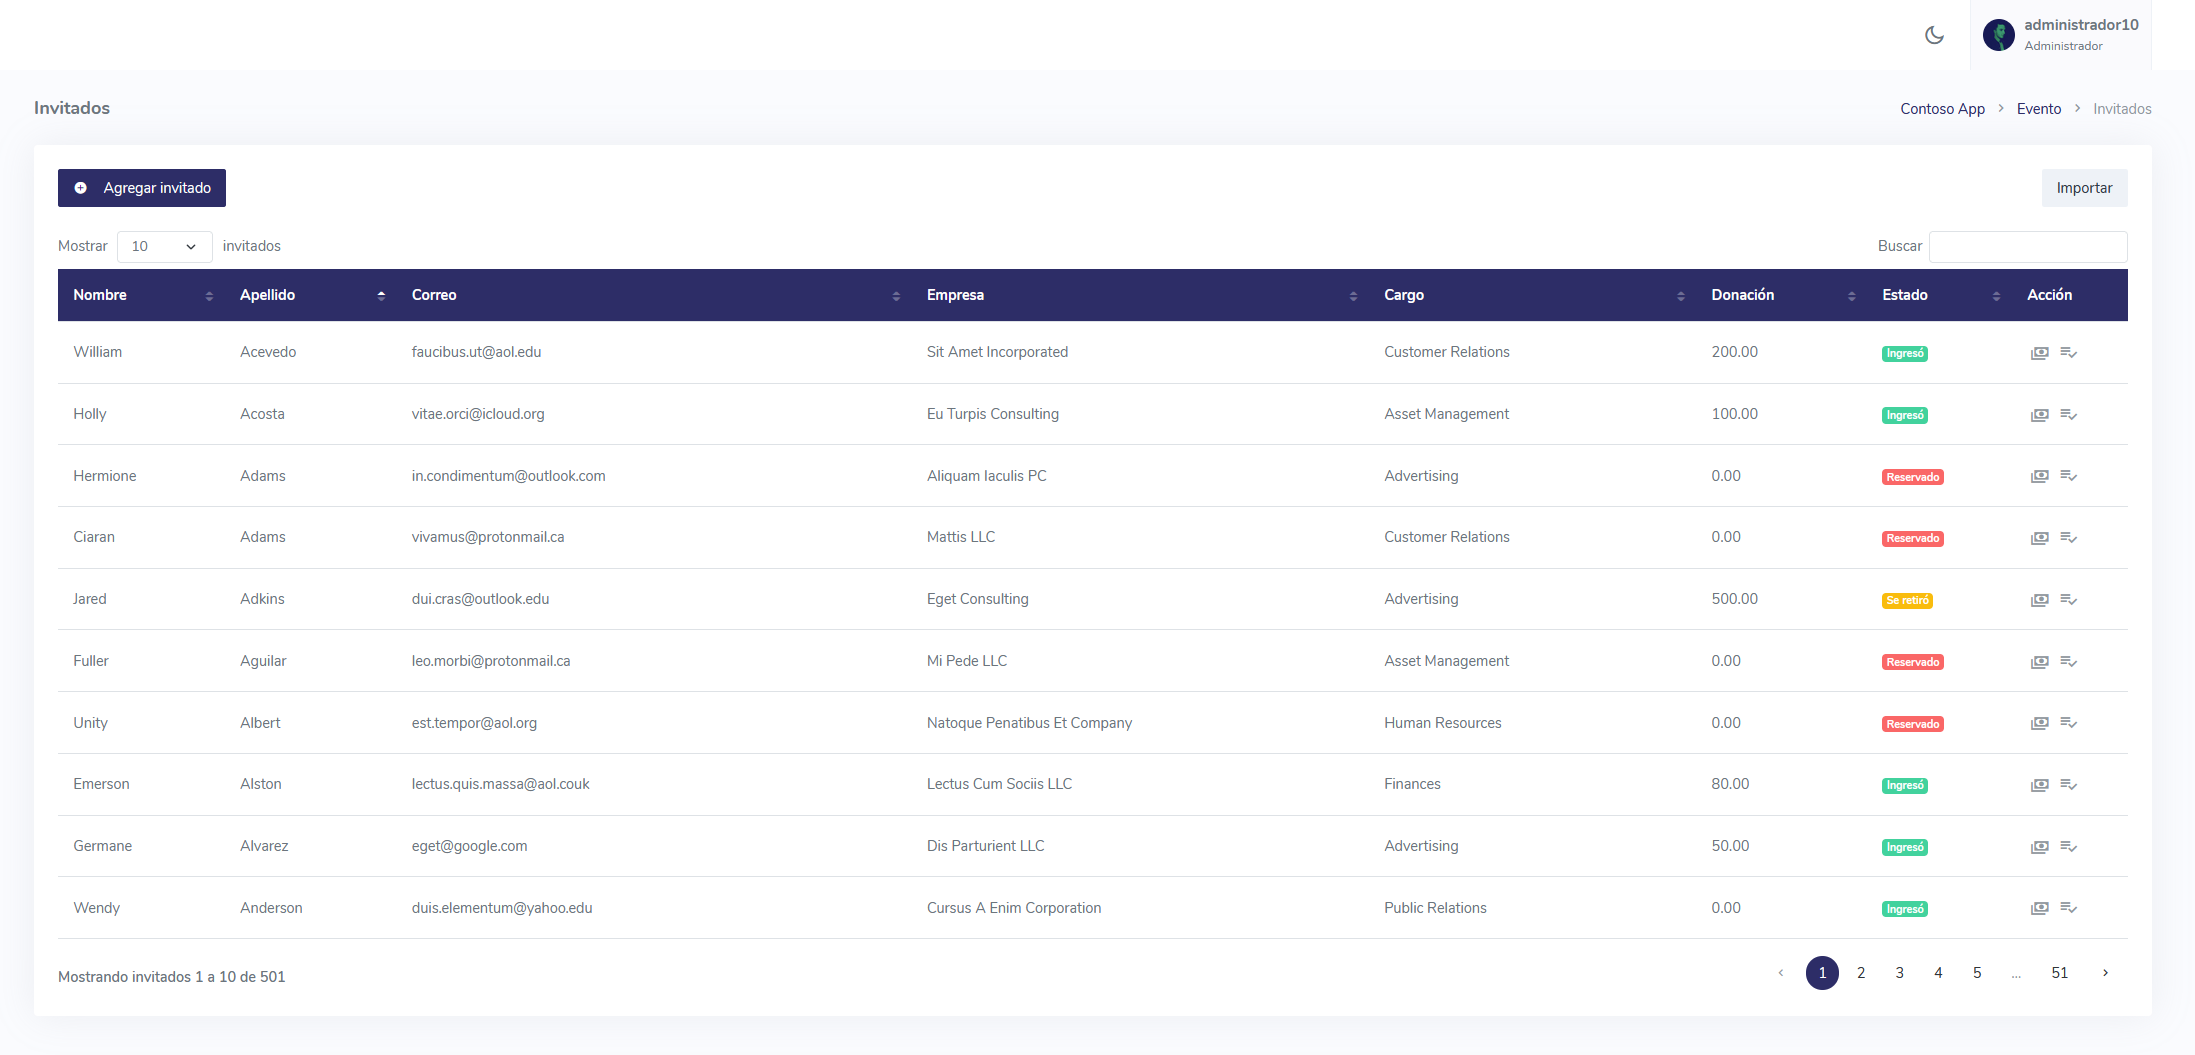 administrador10
Administrador
Invitados
Contoso App > Evento > Invitados
Agregar invitado
Importar
Mostrar 10 invitados
Buscar
Nombre Apellido Correo Empresa Cargo Donación Estado Acción
William Acevedo faucibus.ut@aol.edu Sit Amet Incorporated Customer Relations 200.00 Ingresó
Holly Acosta vitae.orci@icloud.org Eu Turpis Consulting Asset Management 100.00 Ingresó
Hermione Adams in.condimentum@outlook.com Aliquam Iaculis PC Advertising 0.00 Reservado
Ciaran Adams vivamus@protonmail.ca Mattis LLC Customer Relations 0.00 Reservado
Jared Adkins dui.cras@outlook.edu Eget Consulting Advertising 500.00 Se retiró
Fuller Aguilar leo.morbi@protonmail.ca Mi Pede LLC Asset Management 0.00 Reservado
Unity Albert est.tempor@aol.org Natoque Penatibus Et Company Human Resources 0.00 Reservado
Emerson Alston lectus.quis.massa@aol.couk Lectus Cum Sociis LLC Finances 80.00 Ingresó
Germane Alvarez eget@google.com Dis Parturient LLC Advertising 50.00 Ingresó
Wendy Anderson duis.elementum@yahoo.edu Cursus A Enim Corporation Public Relations 0.00 Ingresó
Mostrando invitados 1 a 10 de 501
‹ 1 2 3 4 5 ... 51 ›